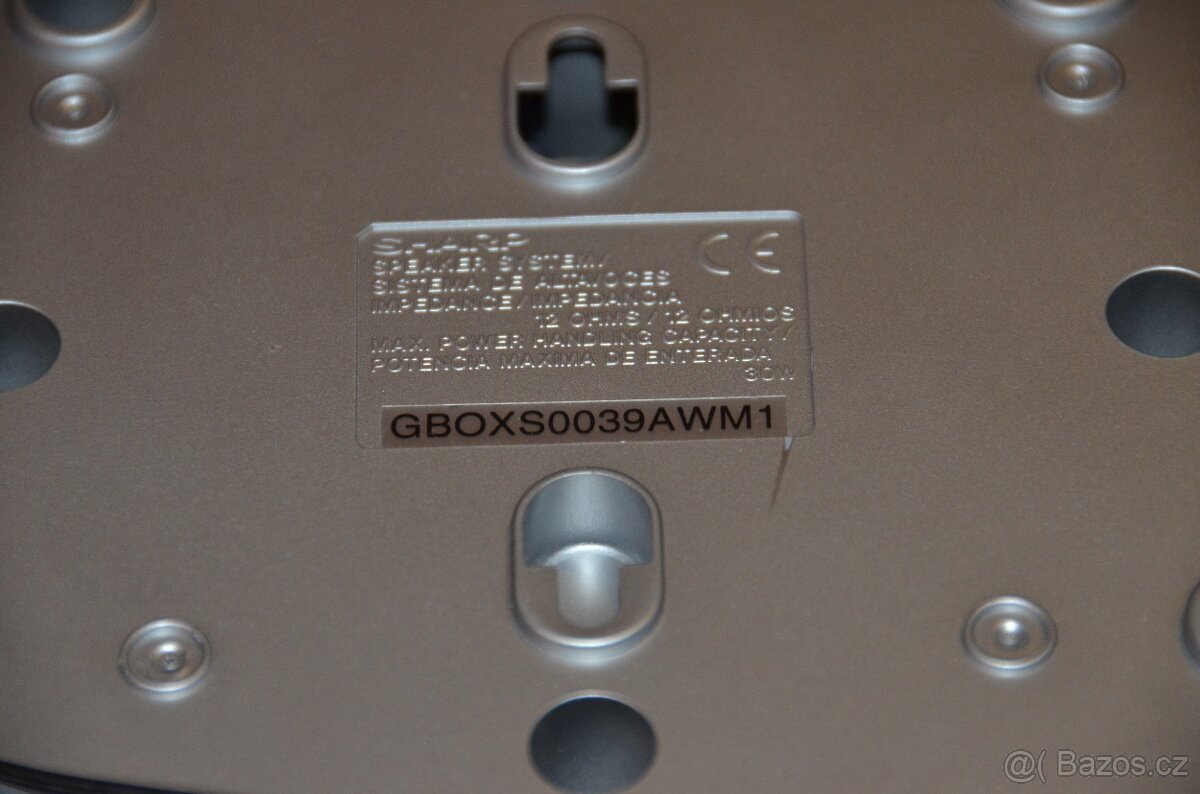 SHARP CE
SPEAKER SYSTEM/
SISTEMA DE ALTAVOCES
IMPEDANCE/IMPEDANCIA
12 OHMS/12 OHMIOS
MAX. POWER HANDLING CAPACITY/
POTENCIA MAXIMA DE ENTERADA
30W
GBOXS0039AWM1
@( Bazos.cz